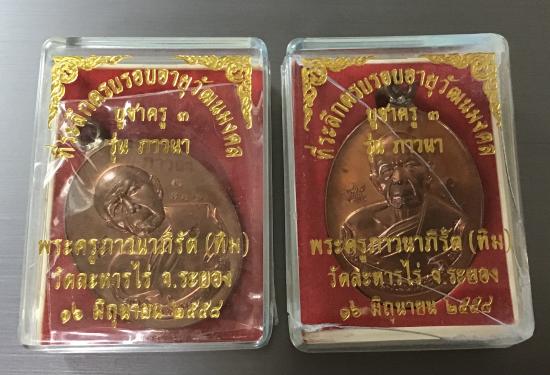 ที่ระลึกครบรอบอายุวัฒนมงคล
บูชาครู ๓
รุ่น ภาวนา
พระครูภาวนาภิรัต (ทิม)
วัดละหารไร่ จ.ระยอง
๑๖ มิถุนายน ๒๕๕๘
ที่ระลึกครบรอบอายุวัฒนมงคล
บูชาครู ๓
รุ่น ภาวนา
พระครูภาวนาภิรัต (ทิม)
วัดละหารไร่ จ.ระยอง
๑๖ มิถุนายน ๒๕๕๘